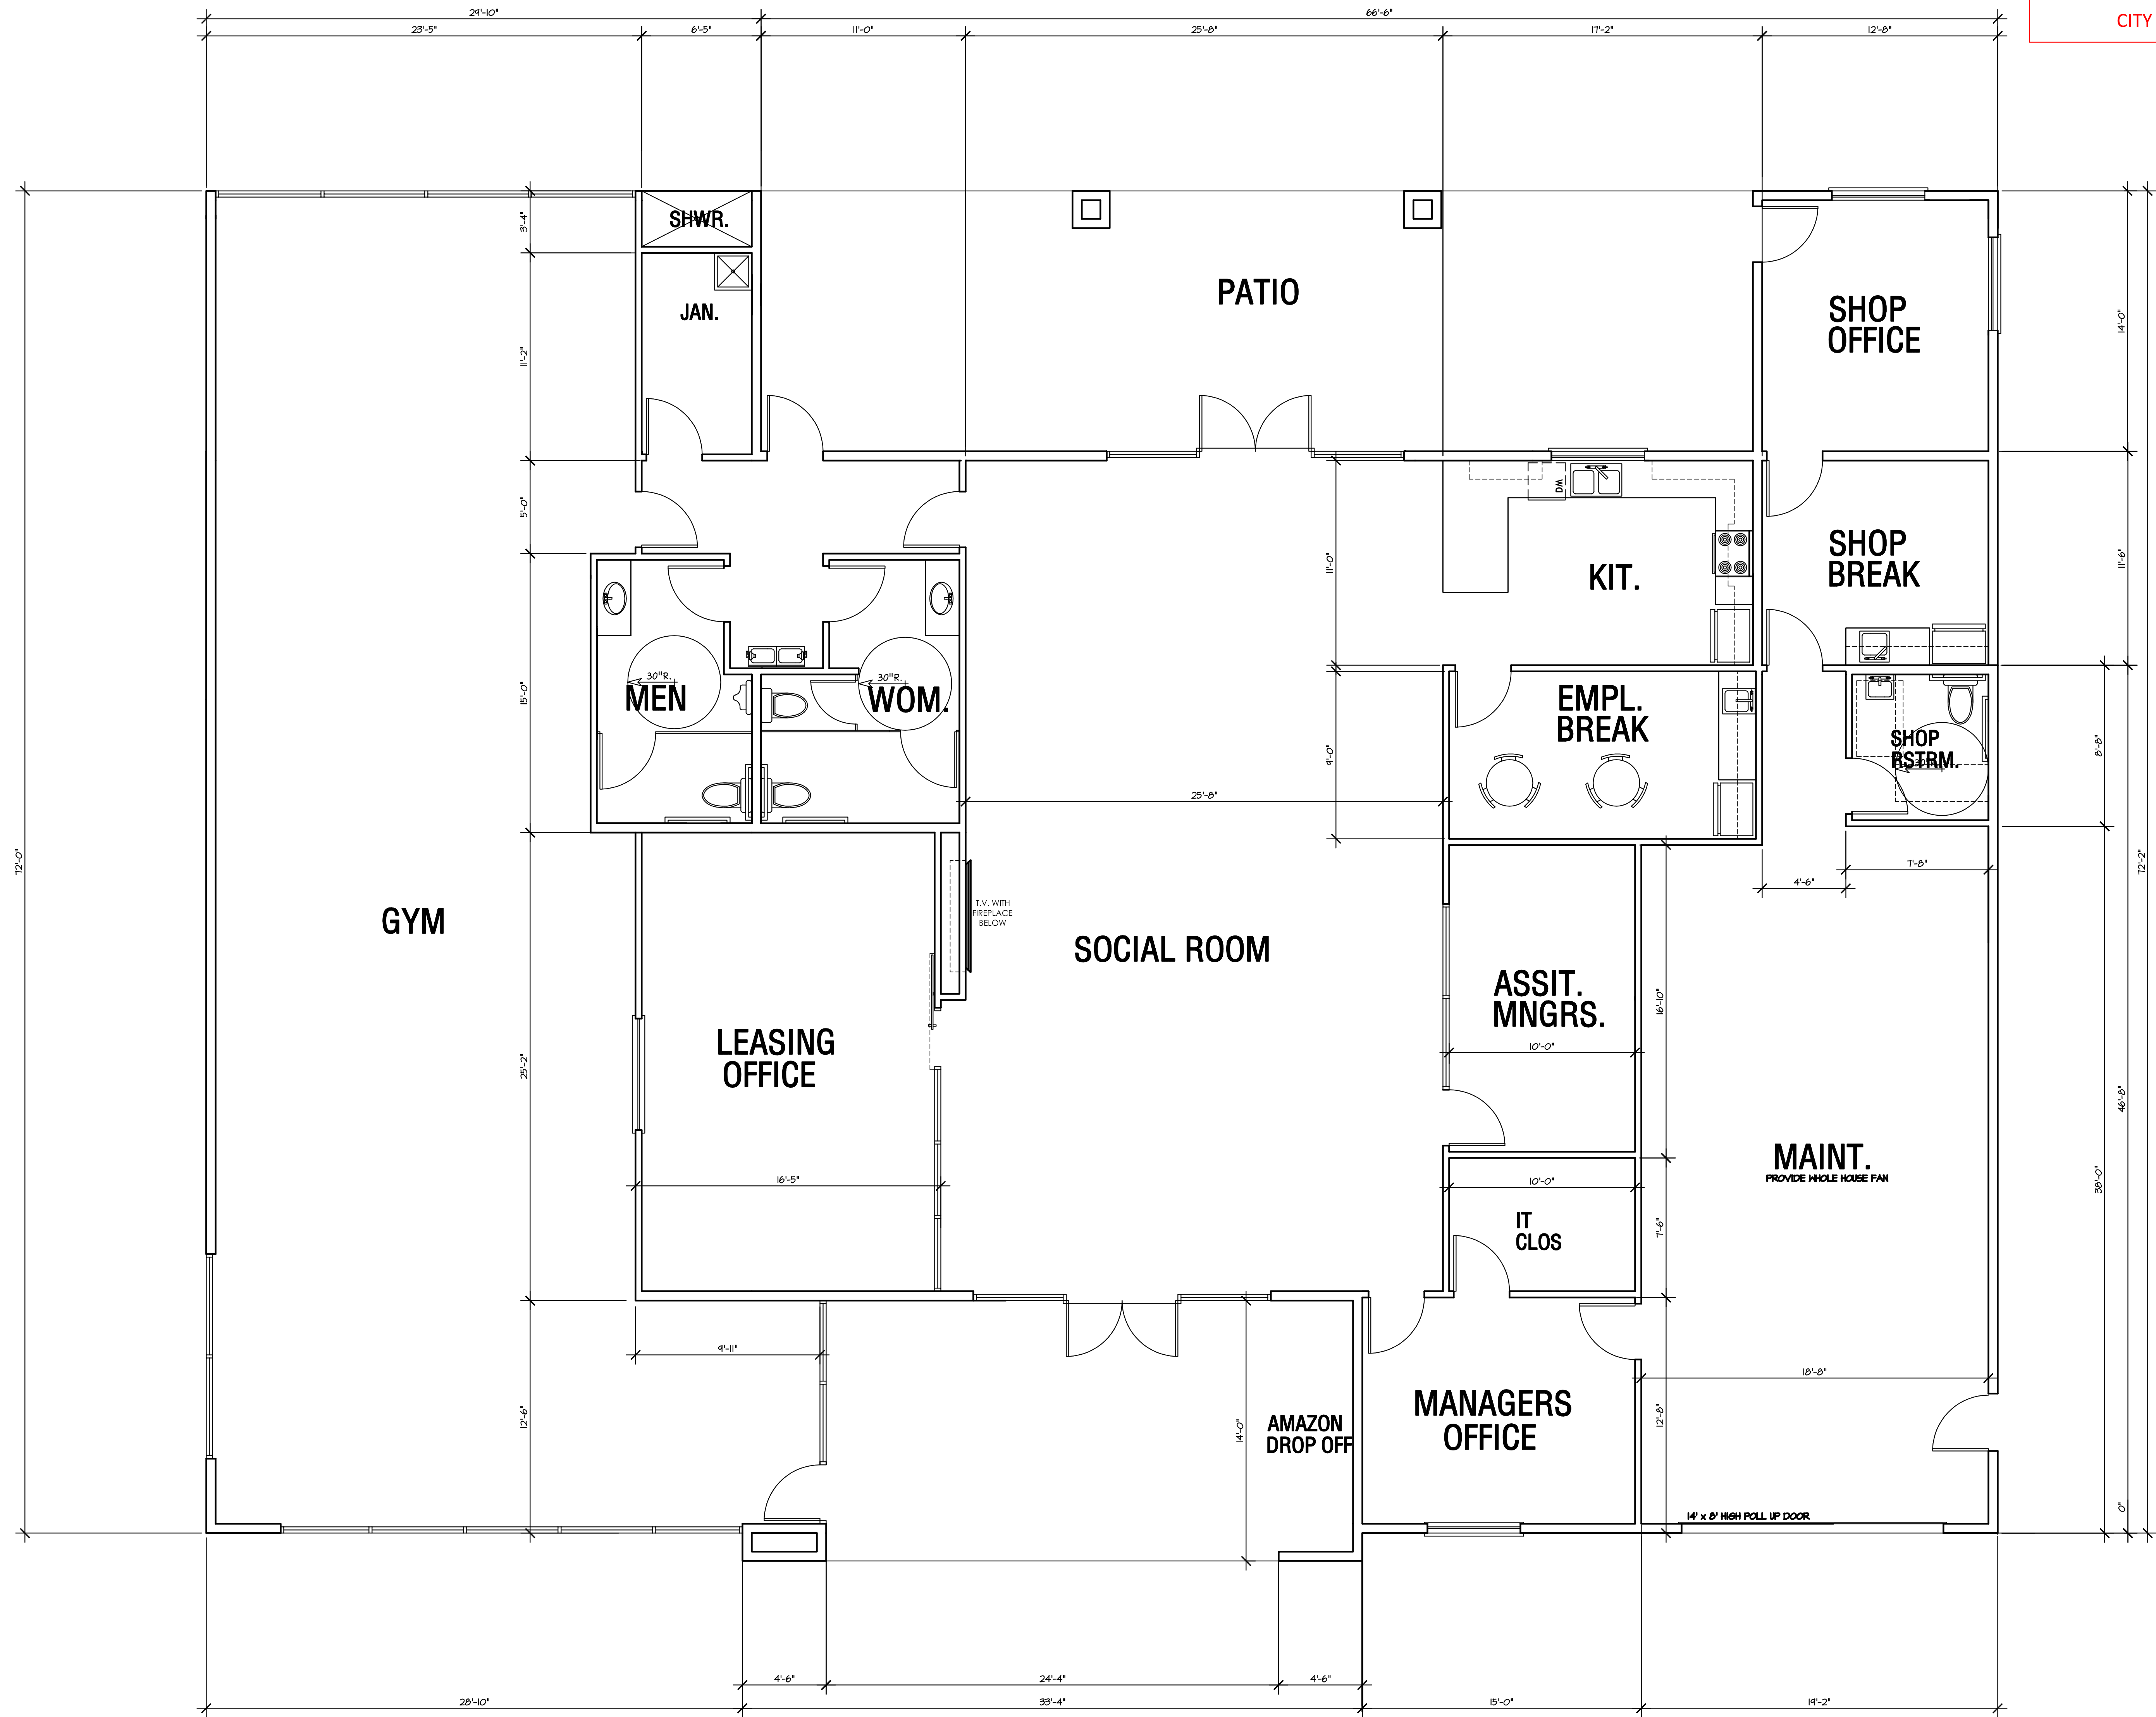 29'-10"
66'-6"
CITY
23'-5"
6'-5"
11'-0"
25'-8"
17'-2"
12'-8"
SHWR.
3'-4"
JAN.
PATIO
SHOP
OFFICE
14'-0"
11'-2"
DW
5'-0"
11'-0"
KIT.
SHOP
BREAK
11'-6"
30"R.
MEN
30"R.
WOM.
15'-0"
EMPL.
BREAK
9'-0"
SHOP
RSTRM.
8'-8"
25'-8"
72'-0"
72'-2"
7'-8"
4'-6"
T.V. WITH
FIREPLACE
BELOW
GYM
SOCIAL ROOM
ASSIT.
MNGRS.
16'-10"
LEASING
OFFICE
10'-0"
25'-2"
46'-8"
MAINT.
PROVIDE WHOLE HOUSE FAN
38'-0"
16'-5"
10'-0"
IT
CLOS
7'-6"
9'-11"
18'-8"
MANAGERS
OFFICE
12'-6"
14'-0"
AMAZON
DROP OFF
12'-8"
14' x 8' HIGH POLL UP DOOR
0"
4'-6"
24'-4"
4'-6"
28'-10"
33'-4"
15'-0"
19'-2"